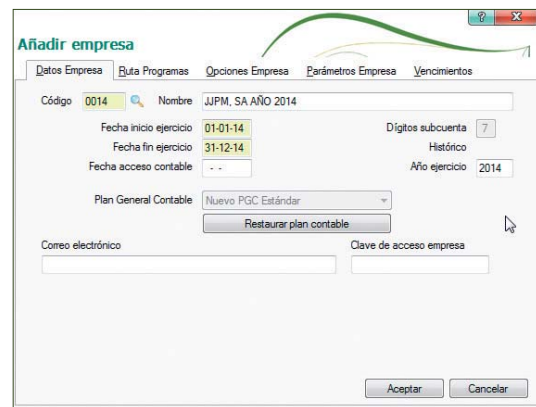 Añadir empresa
Datos Empresa Ruta Programas Opciones Empresa Parámetros Empresa Vencimientos
Código 0014 Nombre JJPM, SA AÑO 2014
Fecha inicio ejercicio 01-01-14 Dígitos subcuenta 7
Fecha fin ejercicio 31-12-14 Histórico
Fecha acceso contable - - Año ejercicio 2014
Plan General Contable Nuevo PGC Estándar
Restaurar plan contable
Correo electrónico Clave de acceso empresa
Aceptar Cancelar